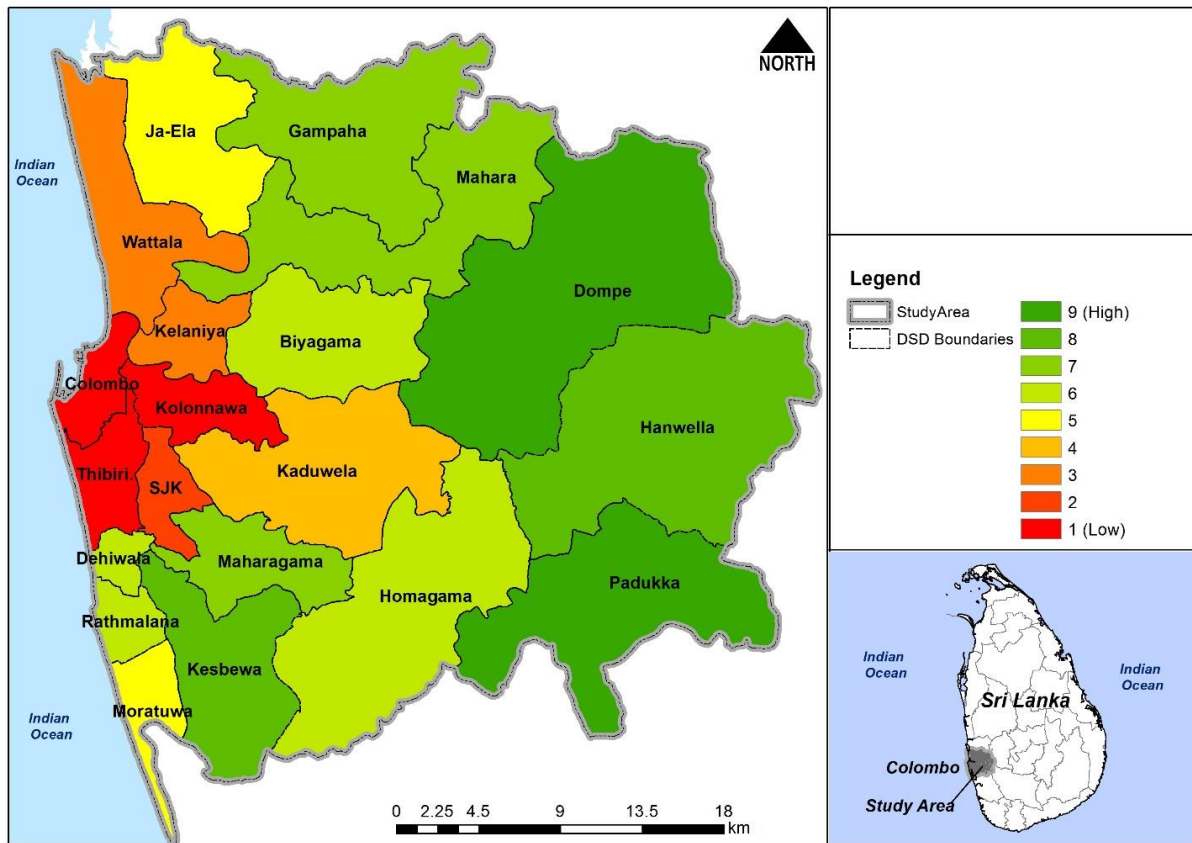 NORTH
Indian
Ocean
Ja-Ela
Gampaha
Mahara
Wattala
Dompe
Kelaniya
Biyagama
Colombo
Kolonnawa
Hanwella
Kaduwela
Thibiri.
SJK
Dehiwala
Maharagama
Padukka
Homagama
Rathmalana
Kesbewa
Moratuwa
Indian
Ocean
0 2.25 4.5 9 13.5 18
km
Legend
StudyArea
DSD Boundaries
9 (High)
8
7
6
5
4
3
2
1 (Low)
Indian
Ocean
Indian
Ocean
Sri Lanka
Colombo
Study Area